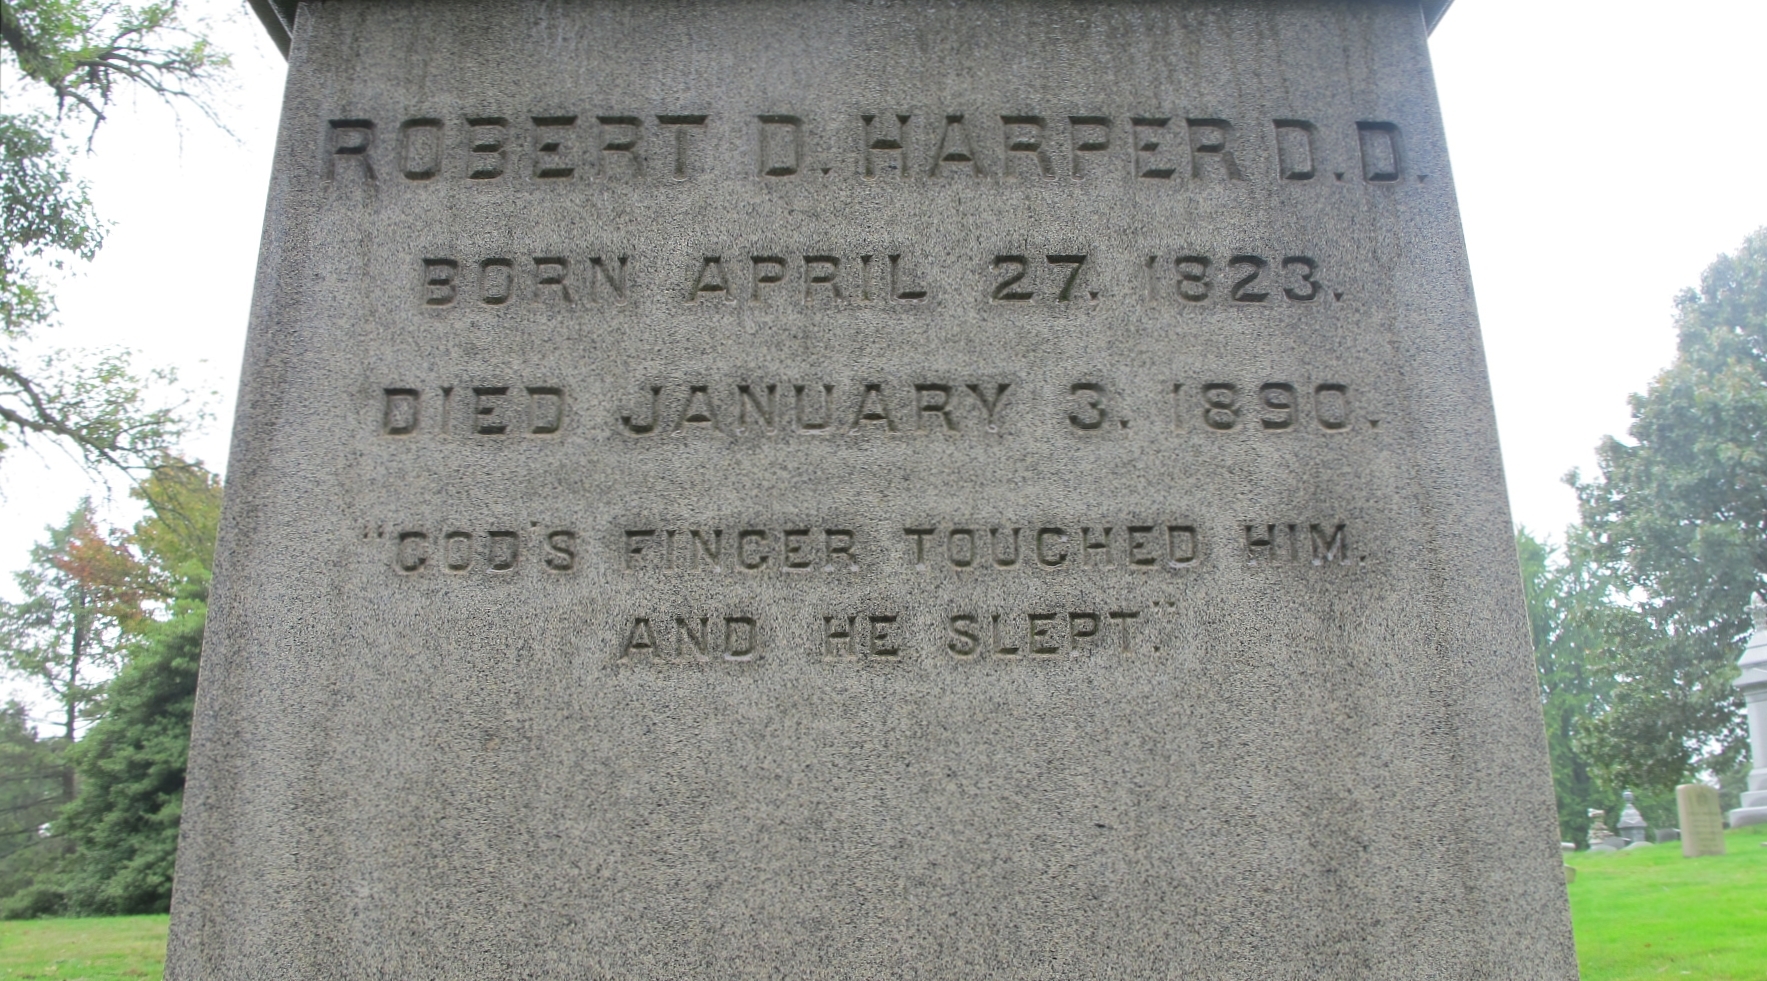 ROBERT D. HARPER D.D.
BORN APRIL 27. 1823.
DIED JANUARY 3. 1890.
"GOD'S FINGER TOUCHED HIM.
AND HE SLEPT."